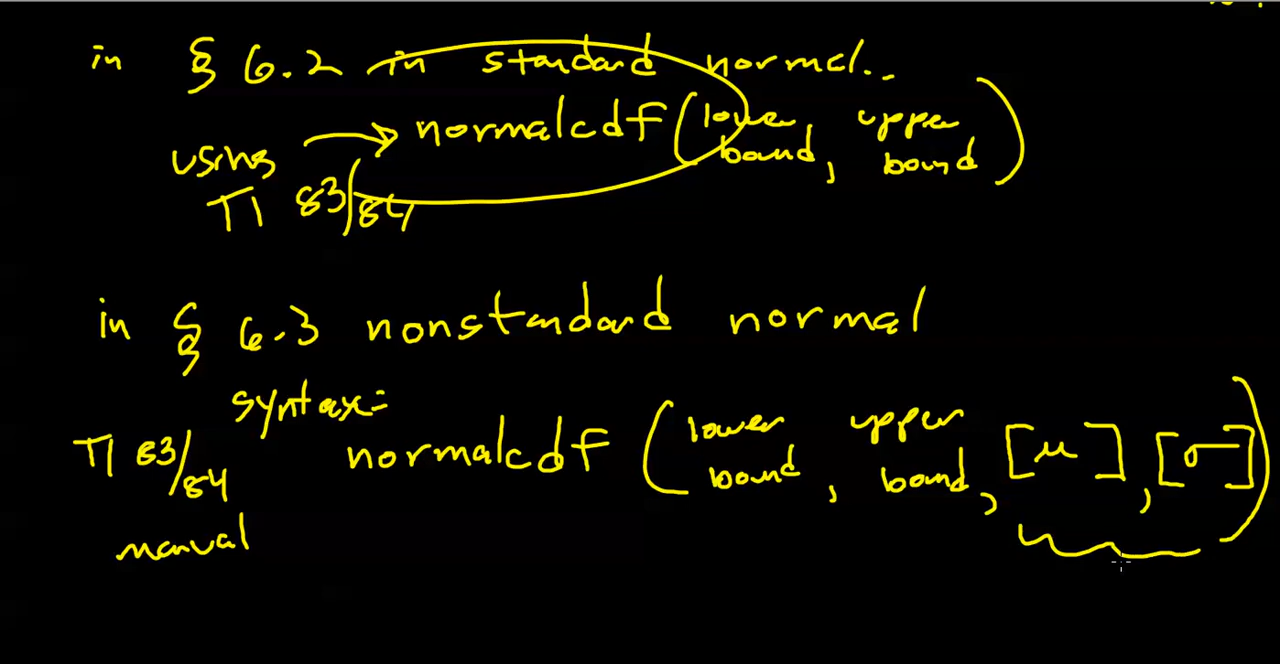 in § 6.2 in standard normal..
using → normalcdf (lower bound, upper bound)
TI 83/84
in § 6.3 nonstandard normal
syntax=
TI 83/84 normalcdf (lower bound, upper bound, [μ], [σ])
manual